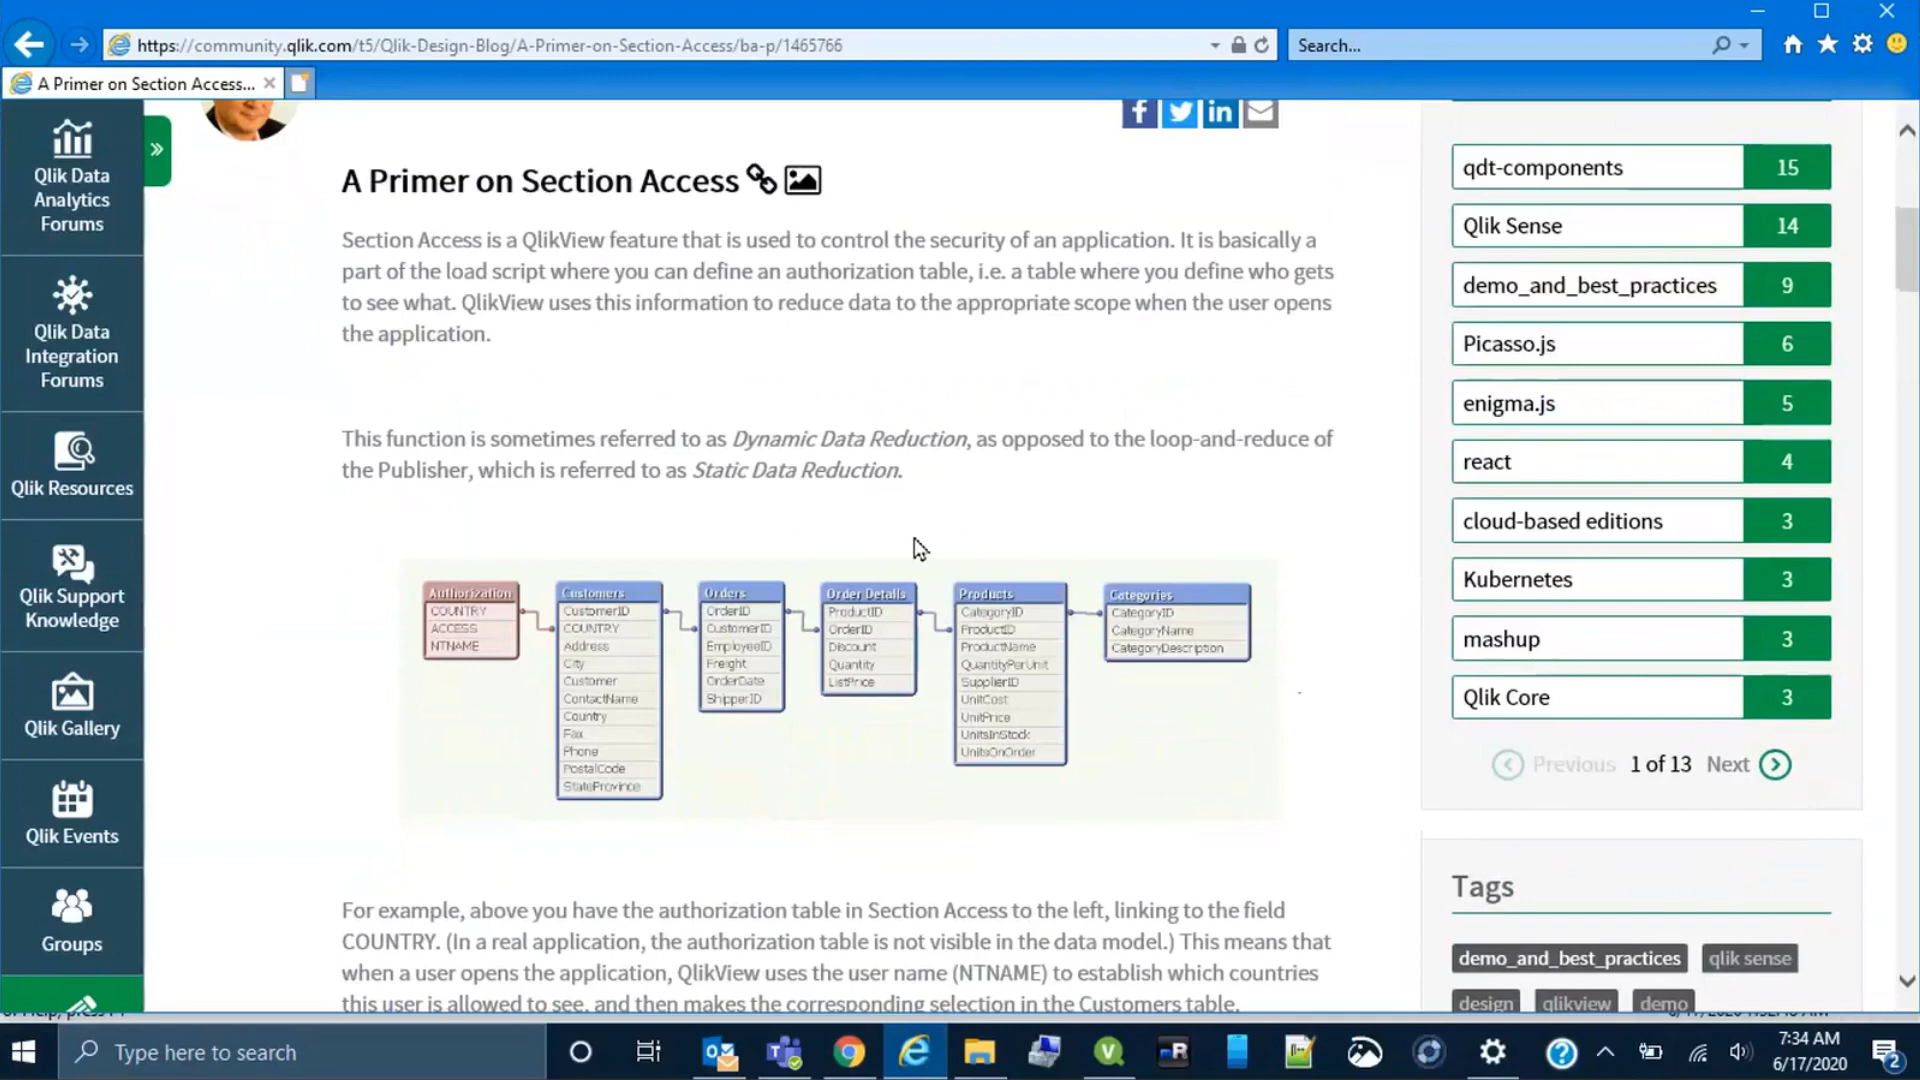 https://community.qlik.com/t5/Qlik-Design-Blog/A-Primer-on-Section-Access/ba-p/1465766
Search...
A Primer on Section Access...
Qlik Data
Analytics
Forums
Qlik Data
Integration
Forums
Qlik Resources
Qlik Support
Knowledge
Qlik Gallery
Qlik Events
Groups
A Primer on Section Access
Section Access is a QlikView feature that is used to control the security of an application. It is basically a
part of the load script where you can define an authorization table, i.e. a table where you define who gets
to see what. QlikView uses this information to reduce data to the appropriate scope when the user opens
the application.
This function is sometimes referred to as Dynamic Data Reduction, as opposed to the loop-and-reduce of
the Publisher, which is referred to as Static Data Reduction.
Authorization
COUNTRY
ACCESS
NTNAME
Customers
CustomerID
COUNTRY
Address
City
Customer
ContactName
Country
Fax
Phone
PostalCode
StateProvince
Orders
OrderID
CustomerID
EmployeeID
Freight
OrderDate
ShipperID
Order Details
ProductID
OrderID
Discount
Quantity
ListPrice
Products
CategoryID
ProductID
ProductName
QuantityPerUnit
SupplierID
UnitCost
UnitPrice
UnitsInStock
UnitsOnOrder
Categories
CategoryID
CategoryName
CategoryDescription
For example, above you have the authorization table in Section Access to the left, linking to the field
COUNTRY. (In a real application, the authorization table is not visible in the data model.) This means that
when a user opens the application, QlikView uses the user name (NTNAME) to establish which countries
this user is allowed to see, and then makes the corresponding selection in the Customers table.
qdt-components 15
Qlik Sense 14
demo_and_best_practices 9
Picasso.js 6
enigma.js 5
react 4
cloud-based editions 3
Kubernetes 3
mashup 3
Qlik Core 3
Previous 1 of 13 Next
Tags
demo_and_best_practices qlik sense
design qlikview demo
Type here to search
7:34 AM
6/17/2020
2